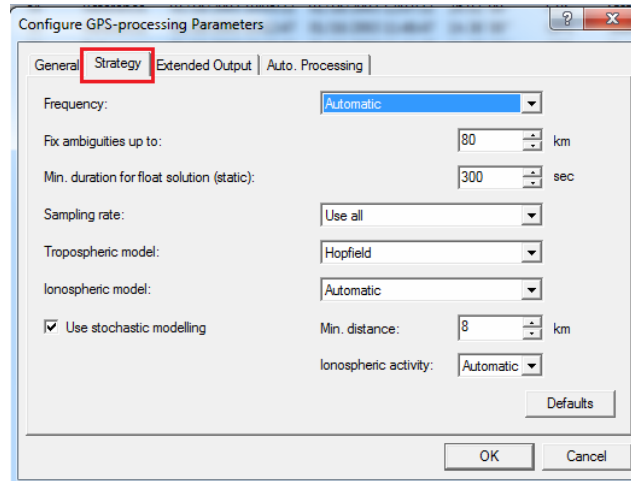 Configure GPS-processing Parameters
General Strategy Extended Output Auto. Processing
Frequency: Automatic
Fix ambiguities up to: 80 km
Min. duration for float solution (static): 300 sec
Sampling rate: Use all
Tropospheric model: Hopfield
Ionospheric model: Automatic
Use stochastic modelling Min. distance: 8 km
Ionospheric activity: Automatic
Defaults
OK Cancel